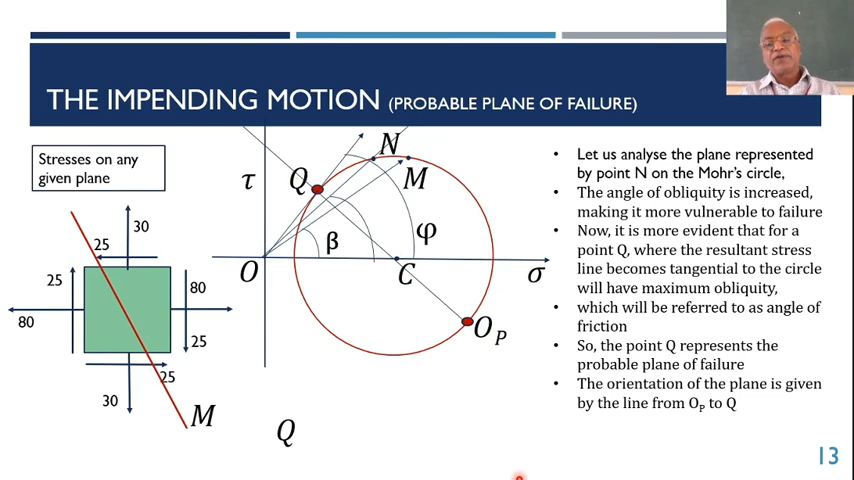 THE IMPENDING MOTION (PROBABLE PLANE OF FAILURE)
Stresses on any
given plane
30
25
25
80
80
25
25
30
M
τ
Q
N
M
β
φ
O
C
σ
O_P
Q
• Let us analyse the plane represented
by point N on the Mohr's circle,
• The angle of obliquity is increased,
making it more vulnerable to failure
• Now, it is more evident that for a
point Q, where the resultant stress
line becomes tangential to the circle
will have maximum obliquity,
• which will be referred to as angle of
friction
• So, the point Q represents the
probable plane of failure
• The orientation of the plane is given
by the line from O_P to Q
13